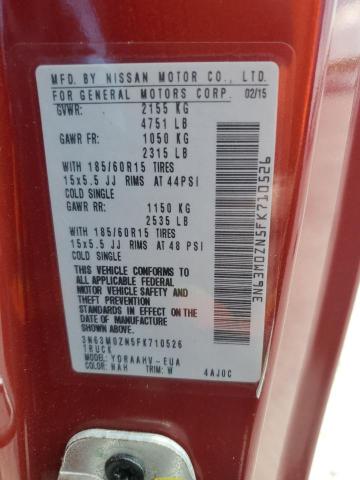 MFD. BY NISSAN MOTOR CO., LTD.
FOR GENERAL MOTORS CORP. 02/15
GVWR: 2155 KG
4751 LB
GAWR FR: 1050 KG
2315 LB
WITH 185/60R15 TIRES
15x5.5 JJ RIMS AT 44PSI
COLD SINGLE
GAWR RR: 1150 KG
2535 LB
WITH 185/60R15 TIRES
15x5.5 JJ RIMS AT 48 PSI
COLD SINGLE
THIS VEHICLE CONFORMS TO
ALL APPLICABLE FEDERAL
MOTOR VEHICLE SAFETY AND
THEFT PREVENTION
STANDARDS IN EFFECT ON
THE DATE OF MANUFACTURE
SHOWN ABOVE.
3N63M0ZN5FK710526
TRUCK
MODEL: YDRAAHV-EUA
COLOR: NAH TRIM: W 4AJ0C
3N63M0ZN5FK710526